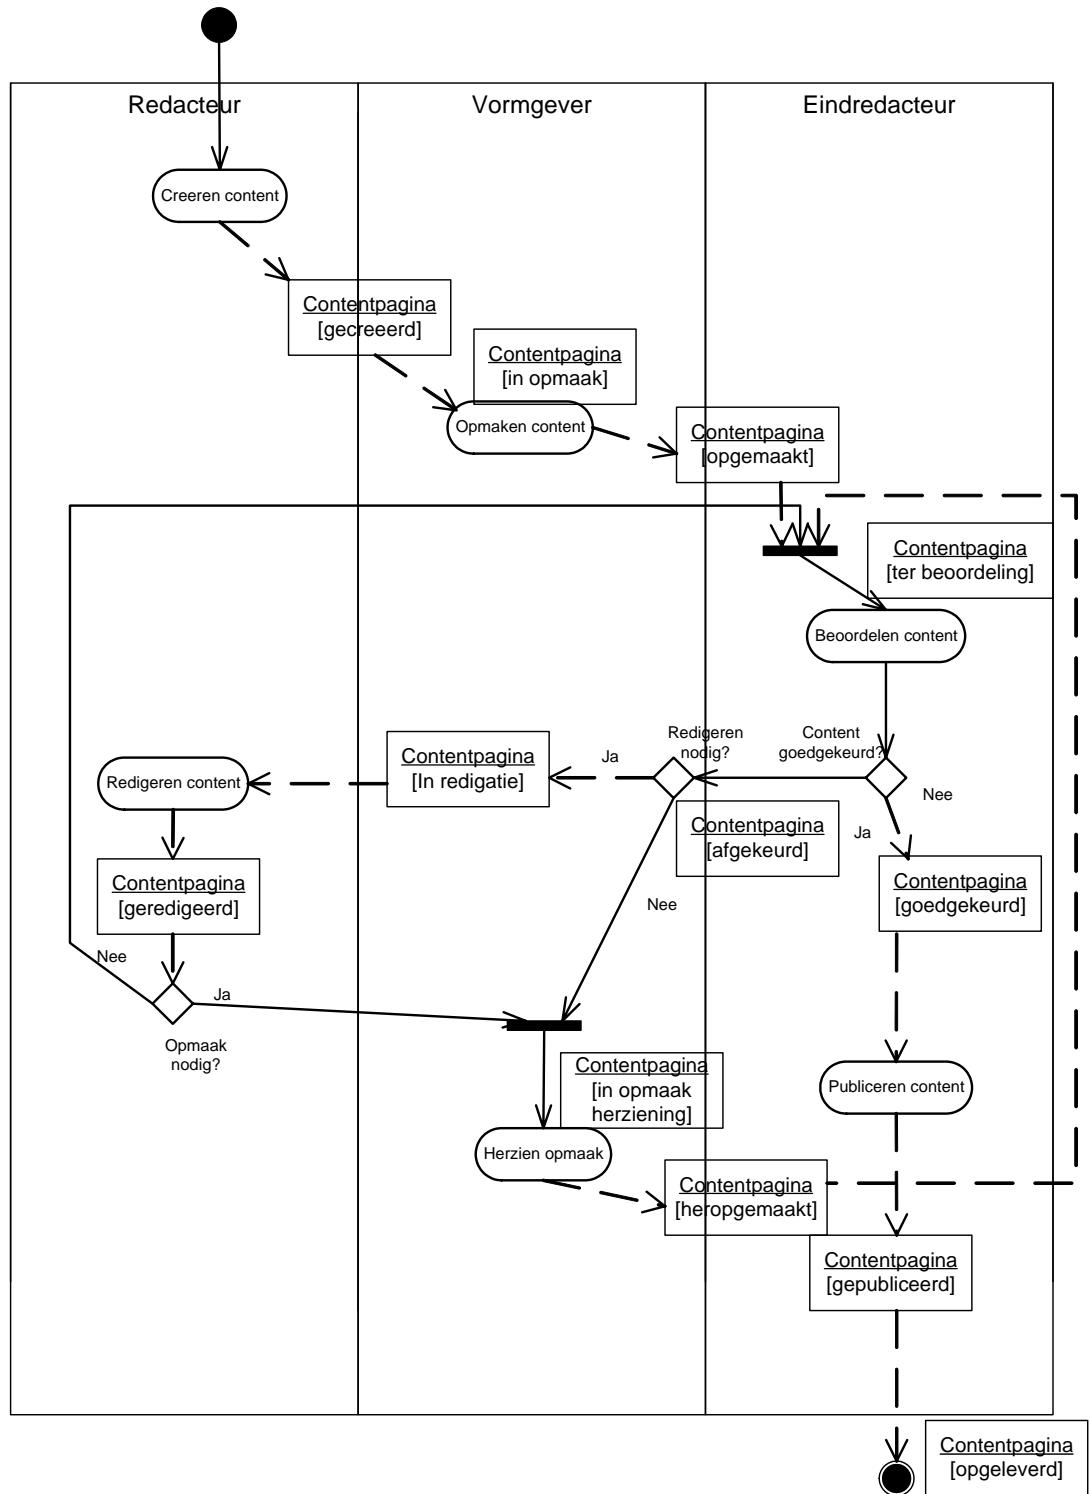 Redacteur
Vormgever
Eindredacteur
Creeren content
Contentpagina
[gecreeerd]
Contentpagina
[in opmaak]
Opmaken content
Contentpagina
[opgemaakt]
Contentpagina
[ter beoordeling]
Beoordelen content
Redigeren
nodig?
Content
goedgekeurd?
Ja
Contentpagina
[In redigatie]
Redigeren content
Nee
Contentpagina
[afgekeurd]
Ja
Contentpagina
[geredigeerd]
Contentpagina
[goedgekeurd]
Nee
Nee
Ja
Opmaak
nodig?
Contentpagina
[in opmaak
herziening]
Publiceren content
Herzien opmaak
Contentpagina
[heropgemaakt]
Contentpagina
[gepubliceerd]
Contentpagina
[opgeleverd]